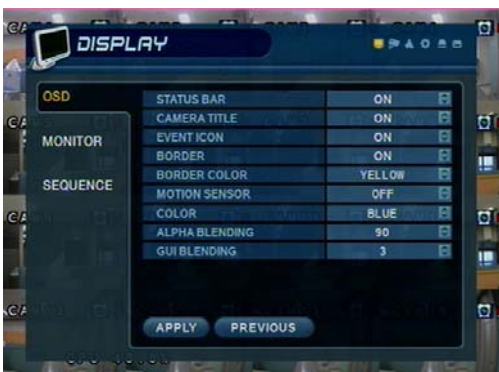 DISPLAY
OSD
MONITOR
SEQUENCE
STATUS BAR ON
CAMERA TITLE ON
EVENT ICON ON
BORDER ON
BORDER COLOR YELLOW
MOTION SENSOR OFF
COLOR BLUE
ALPHA BLENDING 90
GUI BLENDING 3
APPLY PREVIOUS